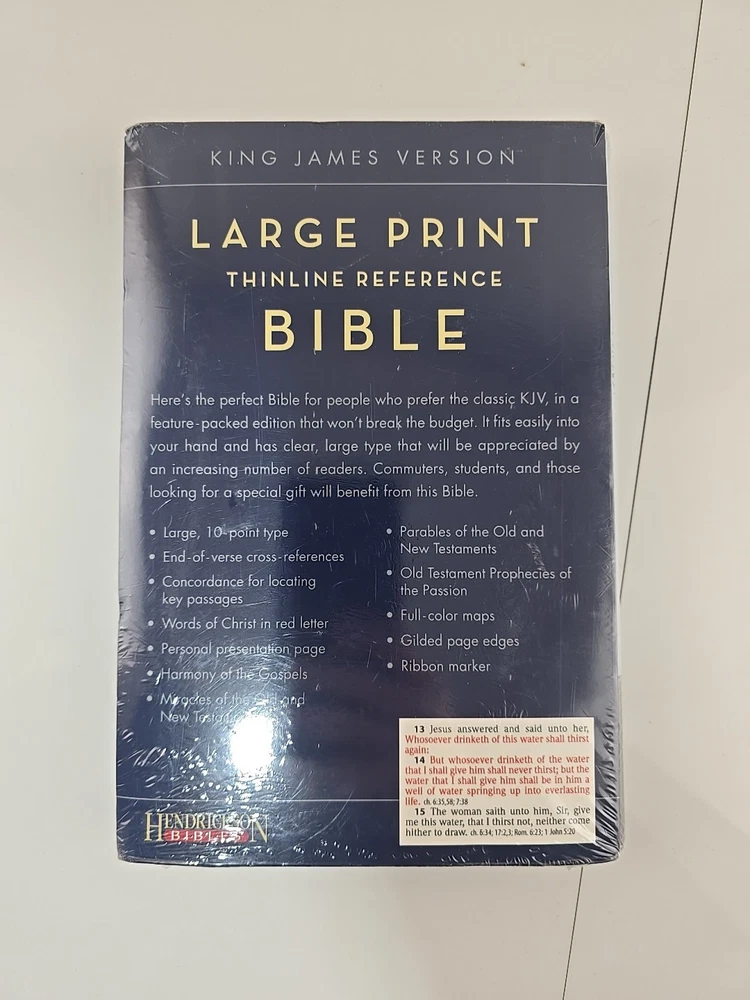 KING JAMES VERSION
LARGE PRINT
THINLINE REFERENCE
BIBLE
Here's the perfect Bible for people who prefer the classic KJV, in a
feature-packed edition that won't break the budget. It fits easily into
your hand and has clear, large type that will be appreciated by
an increasing number of readers. Commuters, students, and those
looking for a special gift will benefit from this Bible.
• Large, 10-point type
• End-of-verse cross-references
• Concordance for locating
key passages
• Words of Christ in red letter
• Personal presentation page
• Harmony of the Gospels
• Miracles of the Old and
New Testaments
• Parables of the Old and
New Testaments
• Old Testament Prophecies of
the Passion
• Full-color maps
• Gilded page edges
• Ribbon marker
13 Jesus answered and said unto her,
Whosoever drinketh of this water shall thirst
again:
14 But whosoever drinketh of the water
that I shall give him shall never thirst; but the
water that I shall give him shall be in him a
well of water springing up into everlasting
life. ch. 6:35,58; 7:38
15 The woman saith unto him, Sir, give
me this water, that I thirst not, neither come
hither to draw. ch. 6:34; 17:2,3; Rom. 6:23; 1 John 5:20
HENDRICKSON
BIBLES